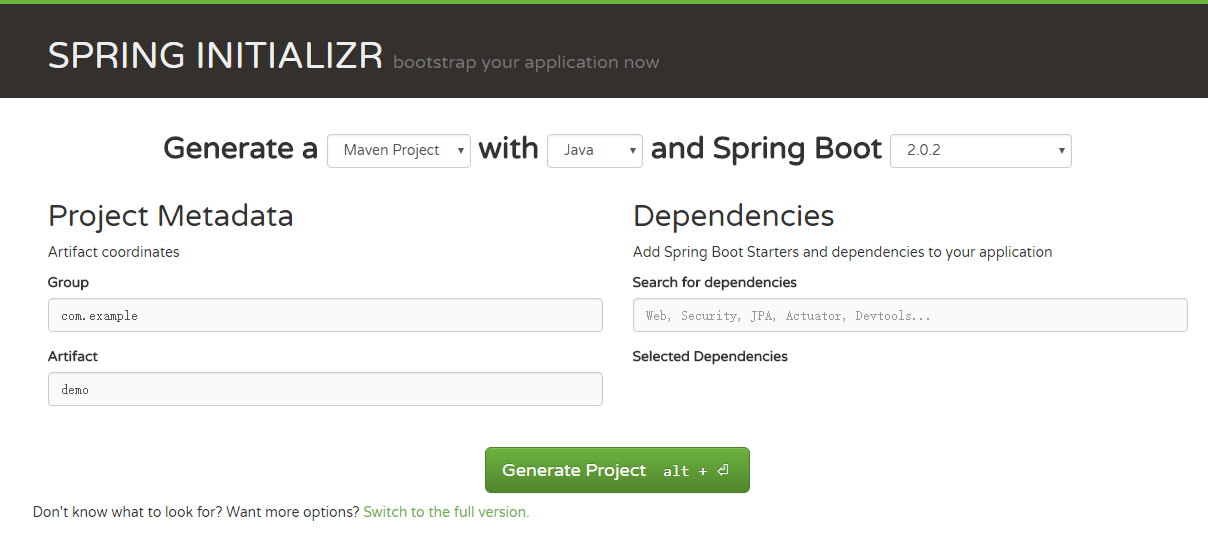 SPRING INITIALIZR bootstrap your application now
Generate a Maven Project with Java and Spring Boot 2.0.2
Project Metadata
Artifact coordinates
Group
com.example
Artifact
demo
Dependencies
Add Spring Boot Starters and dependencies to your application
Search for dependencies
Web, Security, JPA, Actuator, Devtools...
Selected Dependencies
Generate Project alt + ⏎
Don't know what to look for? Want more options? Switch to the full version.